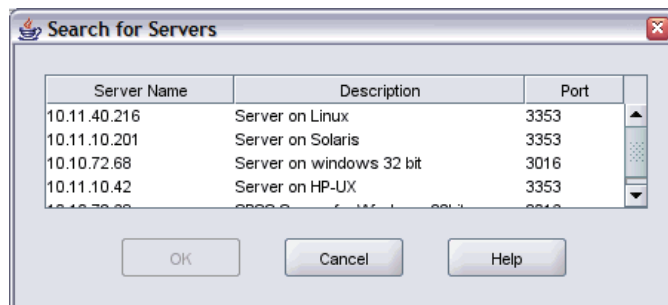 Search for Servers
Server Name Description Port
10.11.40.216 Server on Linux 3353
10.11.10.201 Server on Solaris 3353
10.10.72.68 Server on windows 32 bit 3016
10.11.10.42 Server on HP-UX 3353
OK Cancel Help